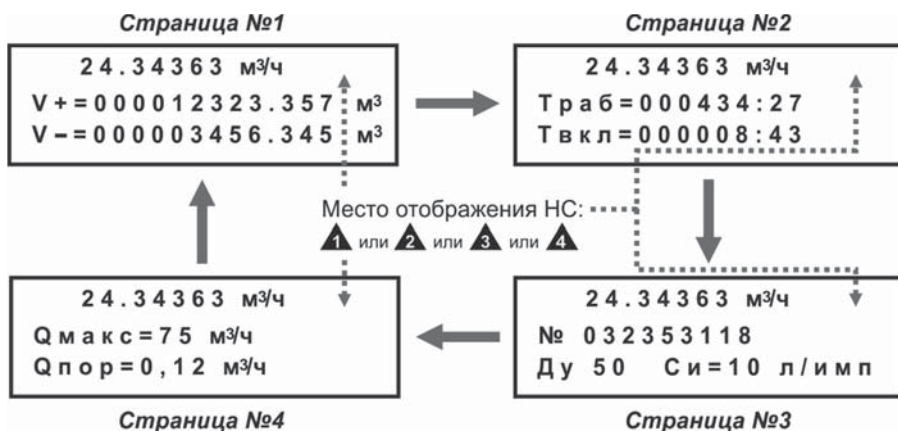 Страница №1
24.34363 м³/ч
V+=000012323.357 м³
V–=000003456.345 м³
Страница №2
24.34363 м³/ч
Траб=000434:27
Твкл=000008:43
Место отображения НС:
1 или 2 или 3 или 4
24.34363 м³/ч
Qмакс=75 м³/ч
Qпор=0,12 м³/ч
Страница №4
24.34363 м³/ч
№ 032353118
Ду 50 Си=10 л/имп
Страница №3